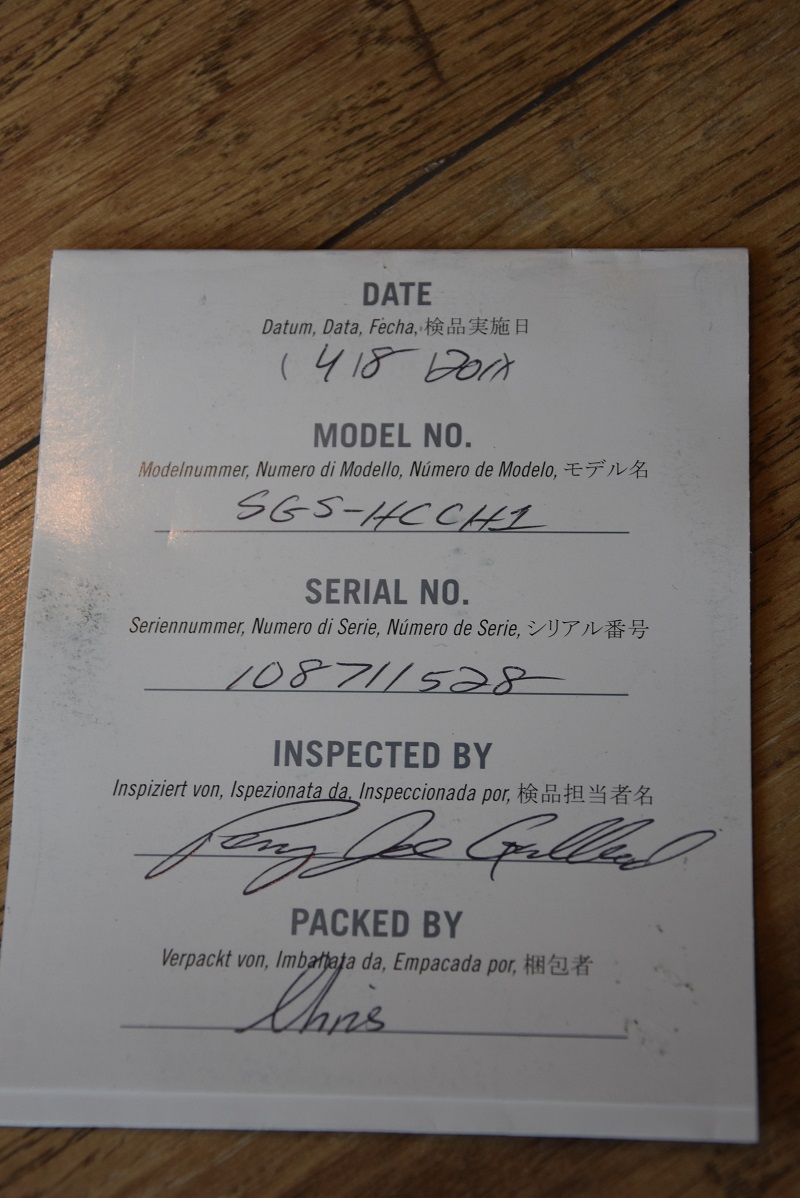 DATE
Datum, Data, Fecha, 検品実施日
MODEL NO.
Modelnummer, Numero di Modello, Número de Modelo, モデル名
SGS-HCCH1
SERIAL NO.
Seriennummer, Numero di Serie, Número de Serie, シリアル番号
108711528
INSPECTED BY
Inspiziert von, Ispezionata da, Inspeccionada por, 検品担当者名
Joe
PACKED BY
Verpackt von, Imballata da, Empacada por, 梱包者
Chris